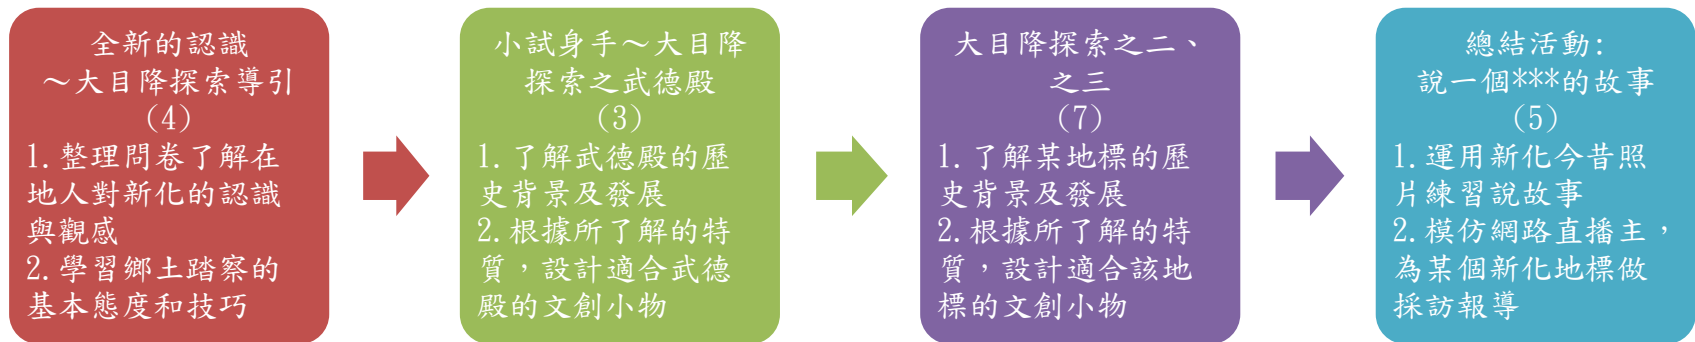 全新的認識
～大目降探索導引
(4)
1.整理問卷了解在
地人對新化的認識
與觀感
2.學習鄉土踏察的
基本態度和技巧
小試身手～大目降
探索之武德殿
(3)
1.了解武德殿的歷
史背景及發展
2.根據所了解的特
質，設計適合武德
殿的文創小物
大目降探索之二、
之三
(7)
1.了解某地標的歷
史背景及發展
2.根據所了解的特
質，設計適合該地
標的文創小物
總結活動:
說一個***的故事
(5)
1.運用新化今昔照
片練習說故事
2.模仿網路直播主，
為某個新化地標做
採訪報導